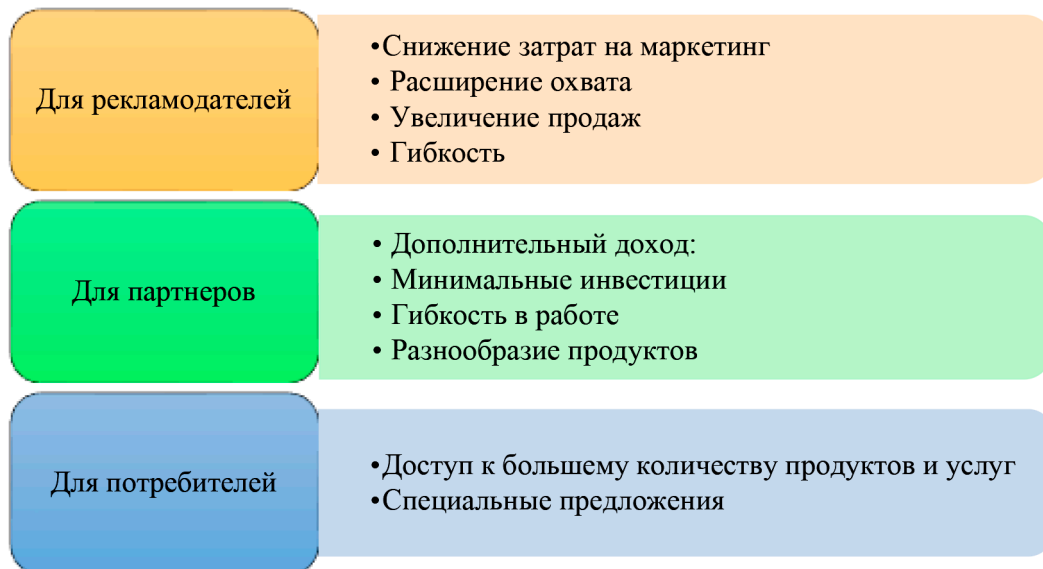 Для рекламодателей
•Снижение затрат на маркетинг
• Расширение охвата
• Увеличение продаж
• Гибкость
Для партнеров
• Дополнительный доход:
• Минимальные инвестиции
• Гибкость в работе
• Разнообразие продуктов
Для потребителей
•Доступ к большему количеству продуктов и услуг
•Специальные предложения